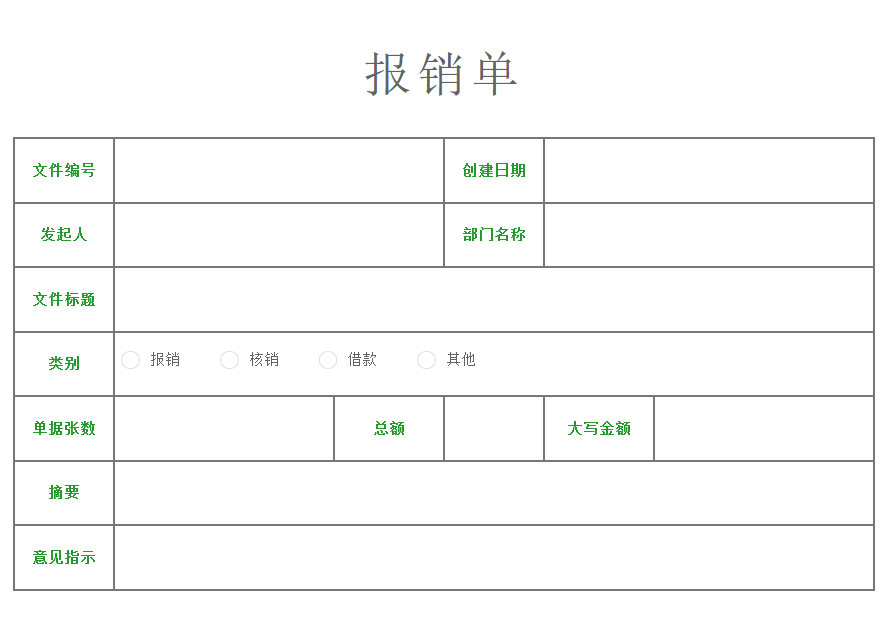 报销单
文件编号 创建日期
发起人 部门名称
文件标题
类别 报销 核销 借款 其他
单据张数 总额 大写金额
摘要
意见指示